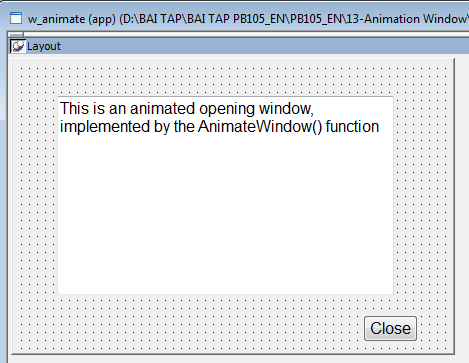 w_animate (app) (D:\BAI TAP\BAI TAP PB105_EN\PB105_EN\13-Animation Window\
Layout
This is an animated opening window,
implemented by the AnimateWindow() function
Close